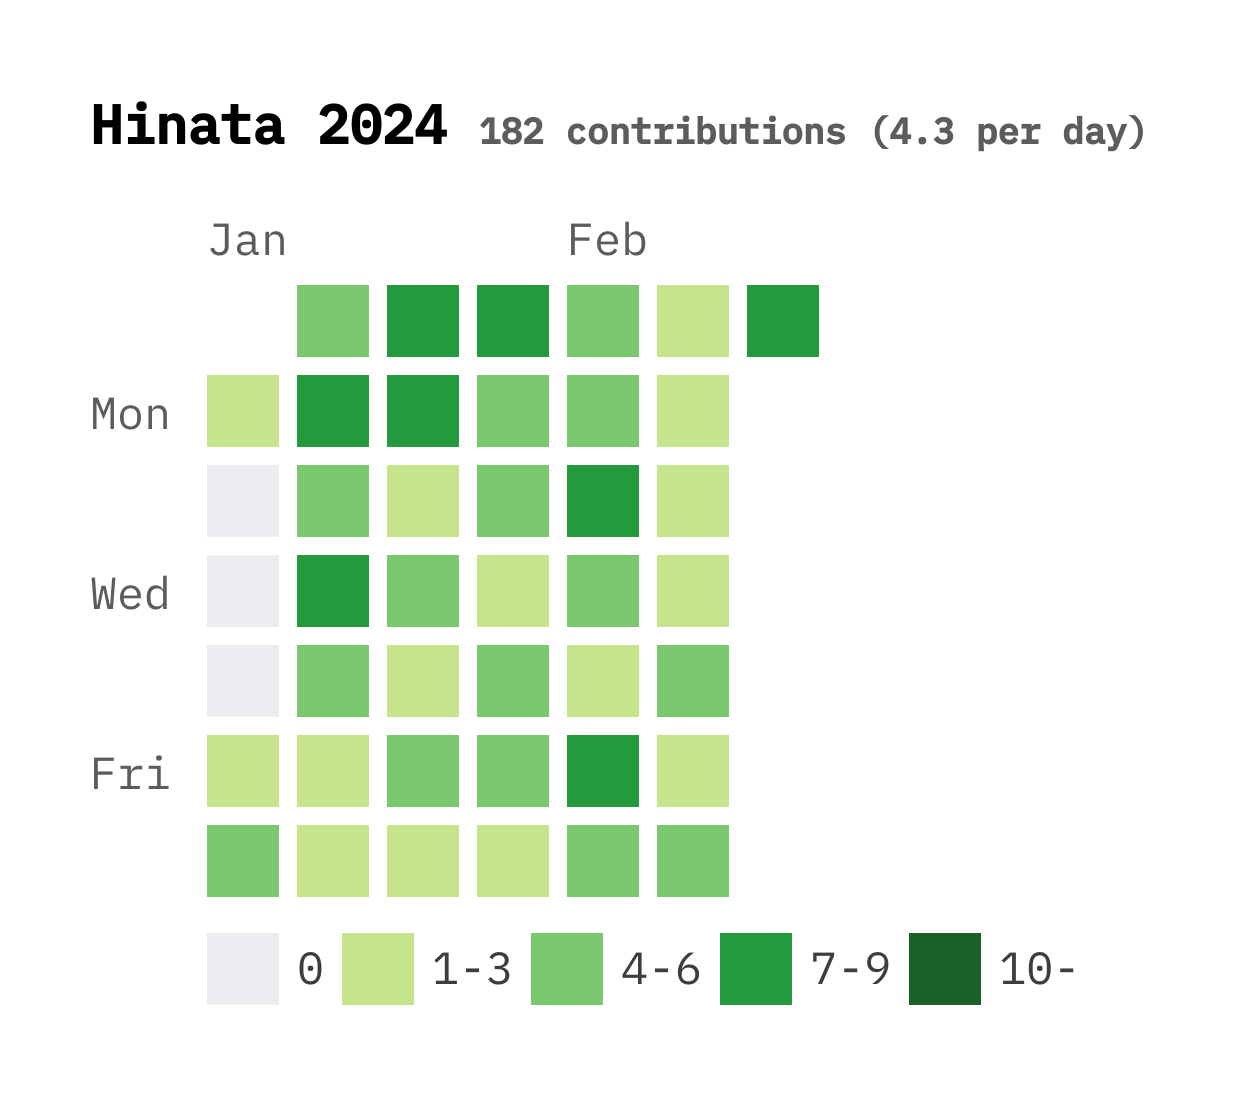 Hinata 2024 182 contributions (4.3 per day)
Jan Feb
Mon
Wed
Fri
0 1-3 4-6 7-9 10-